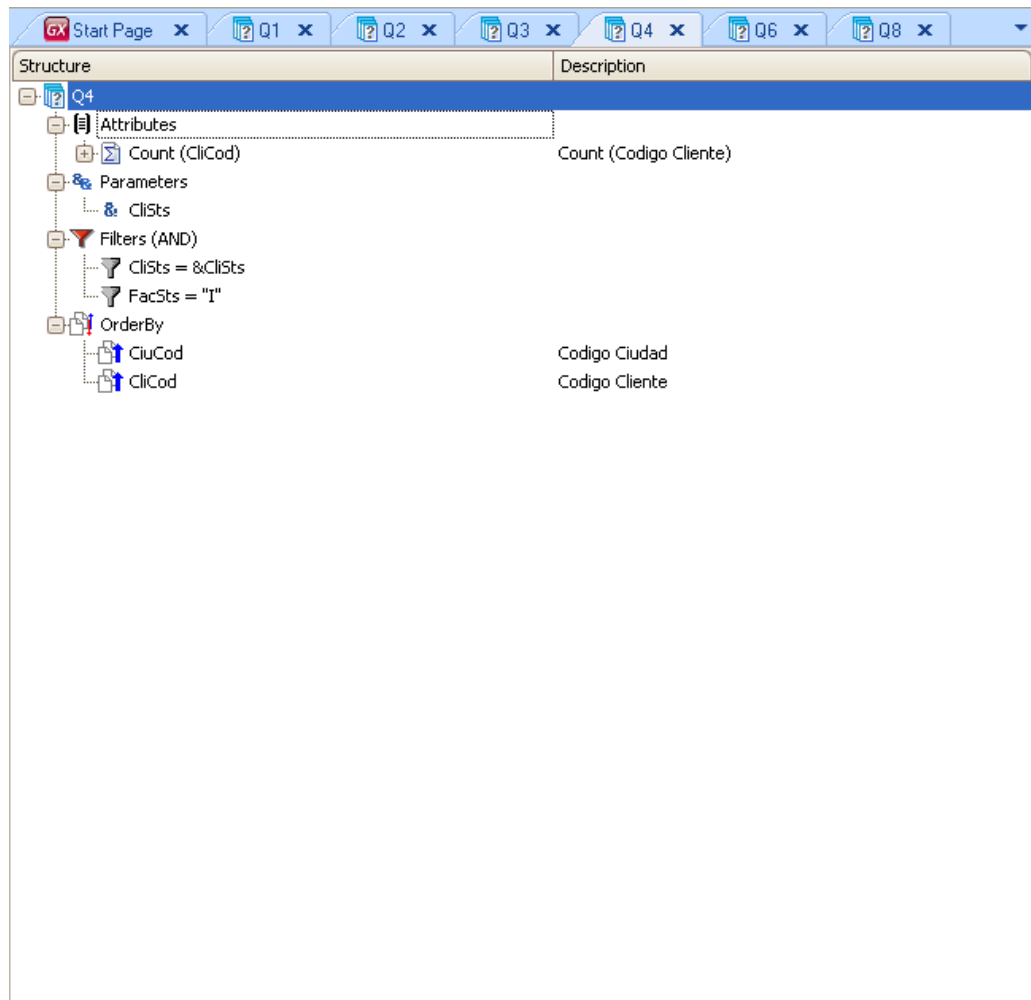 GX Start Page Q1 Q2 Q3 Q4 Q6 Q8
Structure Description
Q4
Attributes
Count (CliCod) Count (Codigo Cliente)
Parameters
CliSts
Filters (AND)
CliSts = &CliSts
FacSts = "I"
OrderBy
CiuCod Codigo Ciudad
CliCod Codigo Cliente